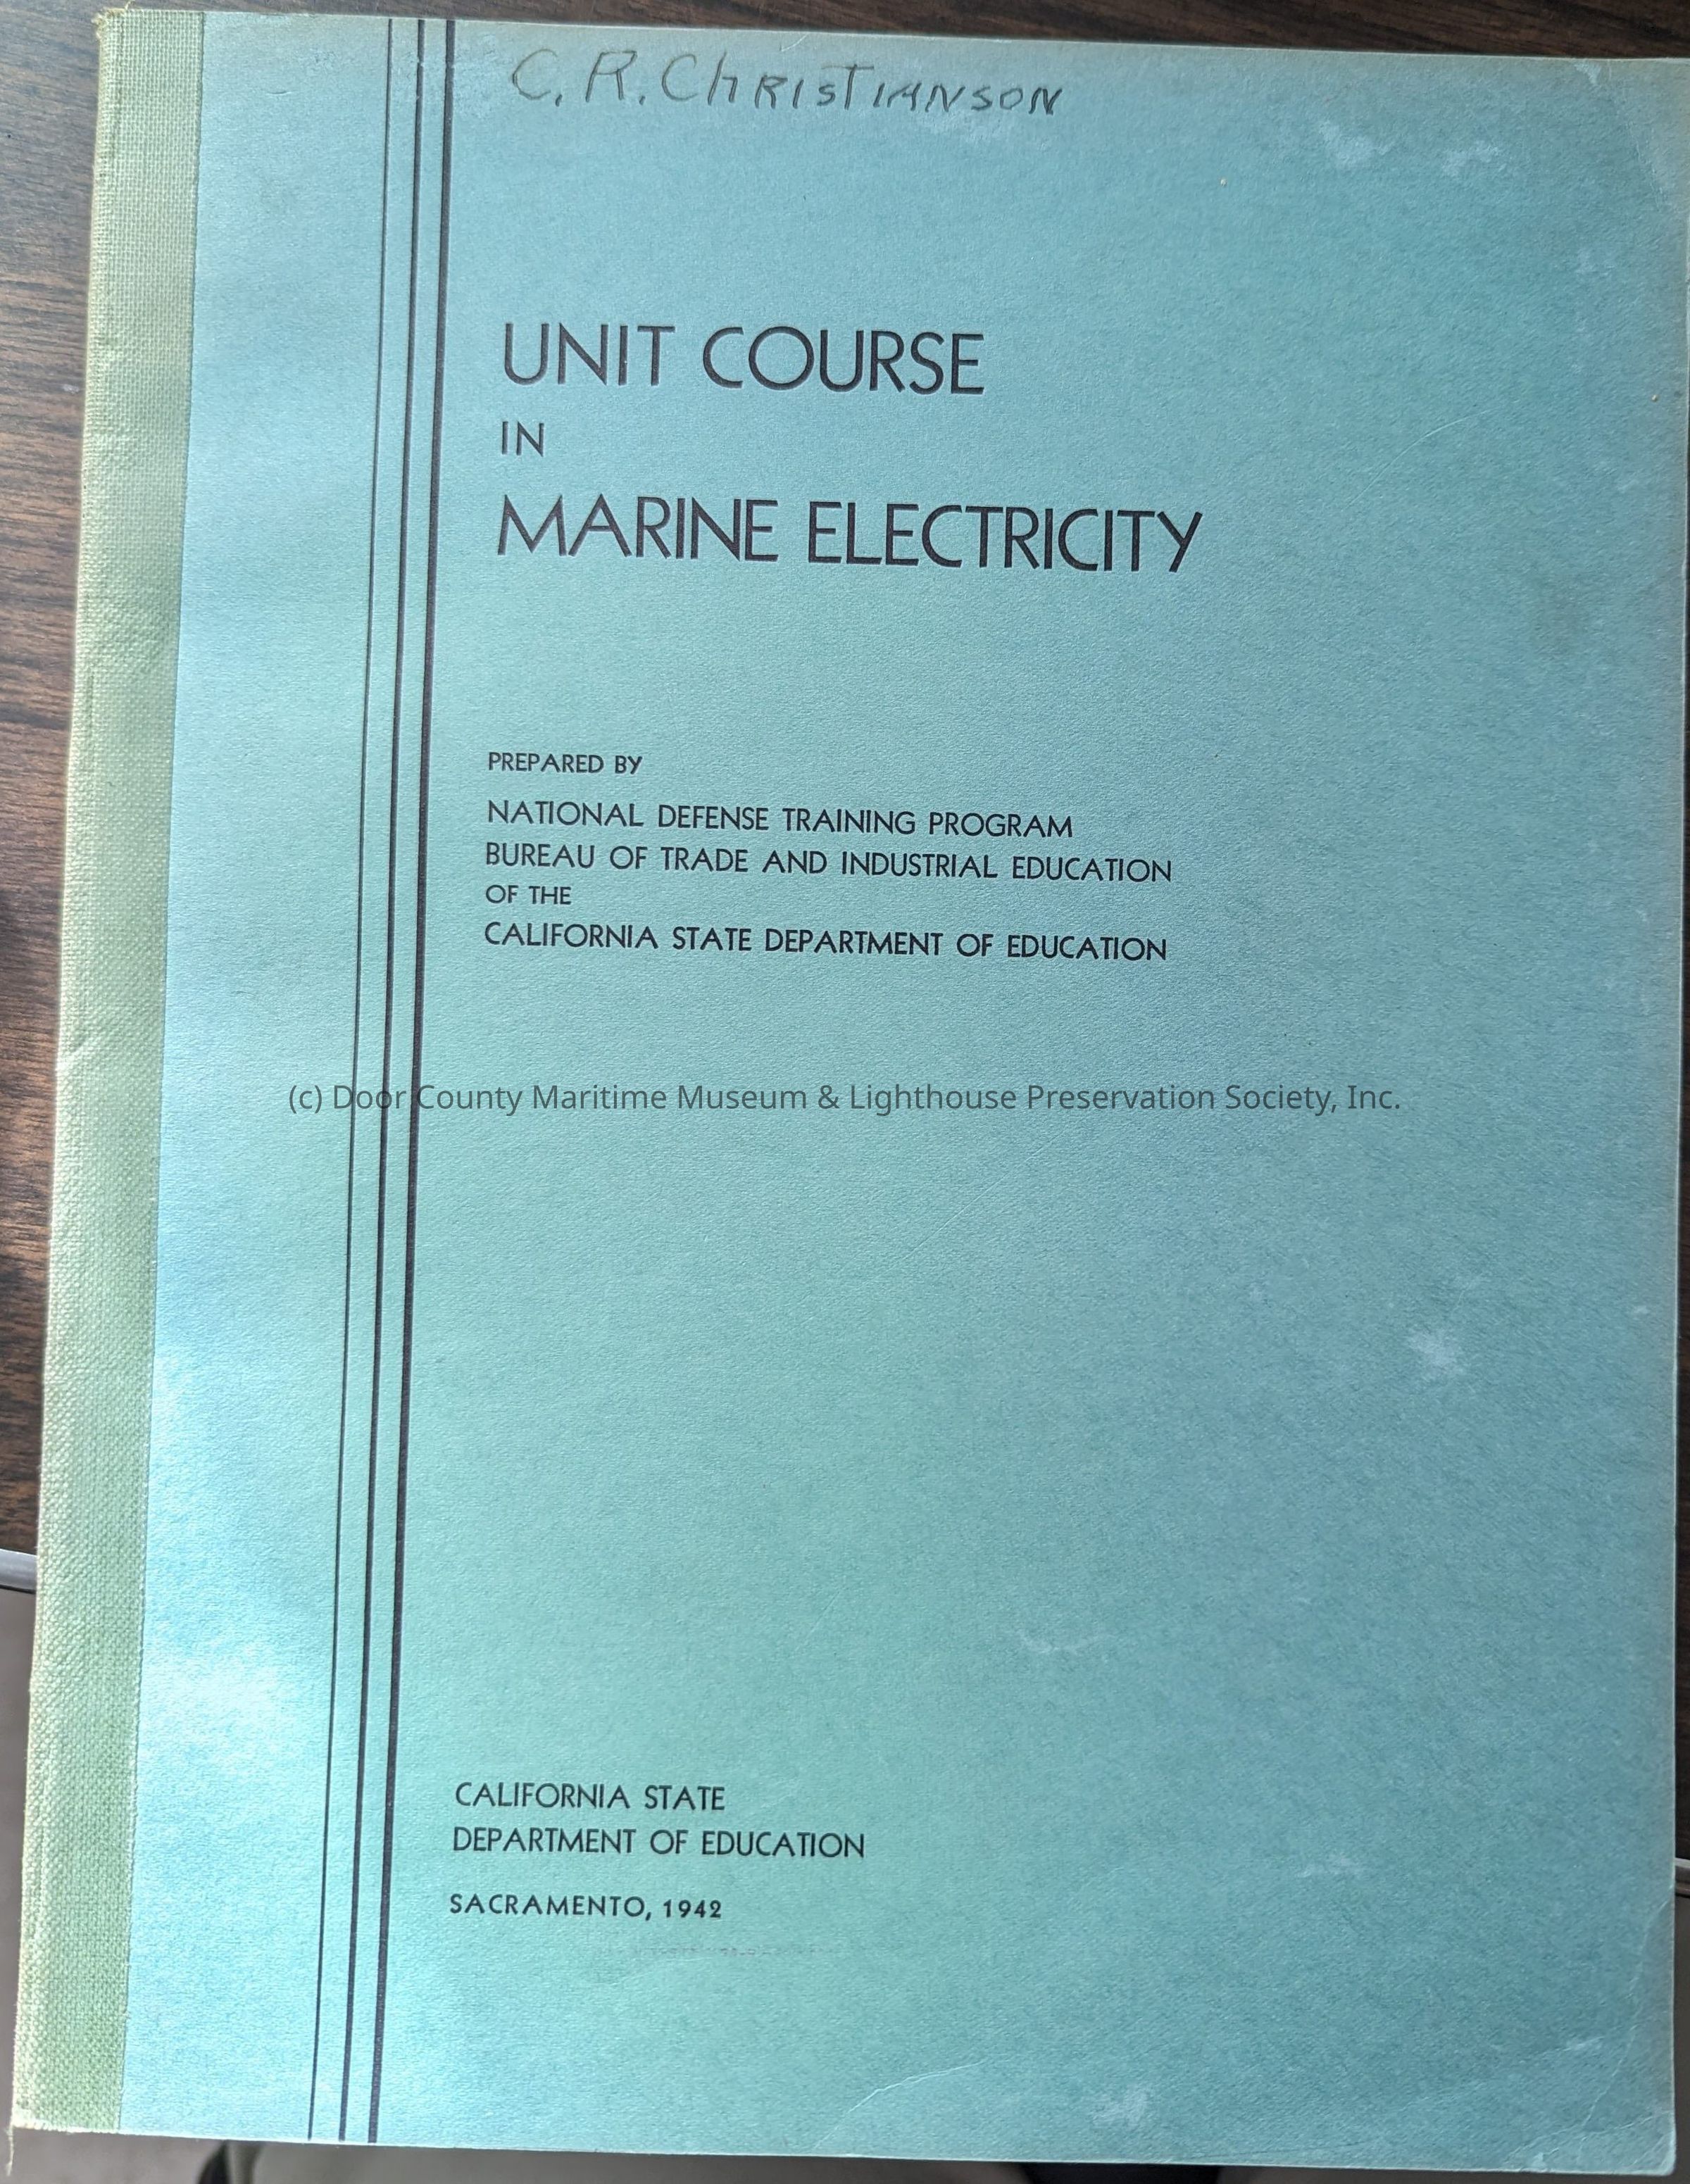 C. R. ChRisTIANSON
UNIT COURSE
IN
MARINE ELECTRICITY
PREPARED BY
NATIONAL DEFENSE TRAINING PROGRAM
BUREAU OF TRADE AND INDUSTRIAL EDUCATION
OF THE
CALIFORNIA STATE DEPARTMENT OF EDUCATION
(c) Door County Maritime Museum & Lighthouse Preservation Society, Inc.
CALIFORNIA STATE
DEPARTMENT OF EDUCATION
SACRAMENTO, 1942